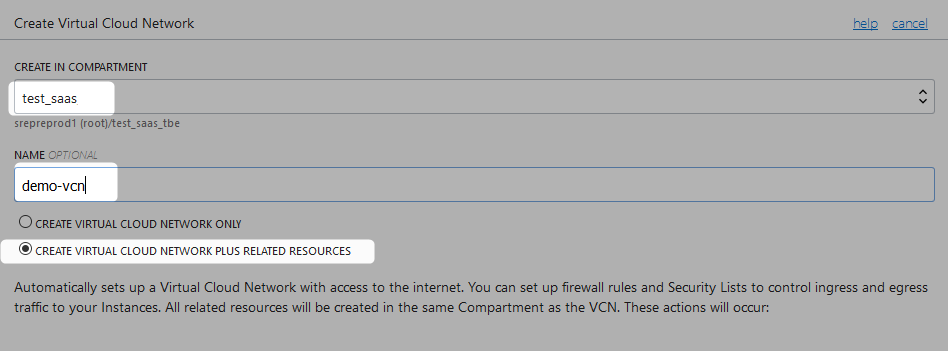 Create Virtual Cloud Network help cancel
CREATE IN COMPARTMENT
test_saas
srepreprod1 (root)/test_saas_tbe
NAME OPTIONAL
demo-vcn
CREATE VIRTUAL CLOUD NETWORK ONLY
CREATE VIRTUAL CLOUD NETWORK PLUS RELATED RESOURCES
Automatically sets up a Virtual Cloud Network with access to the internet. You can set up firewall rules and Security Lists to control ingress and egress
traffic to your Instances. All related resources will be created in the same Compartment as the VCN. These actions will occur: